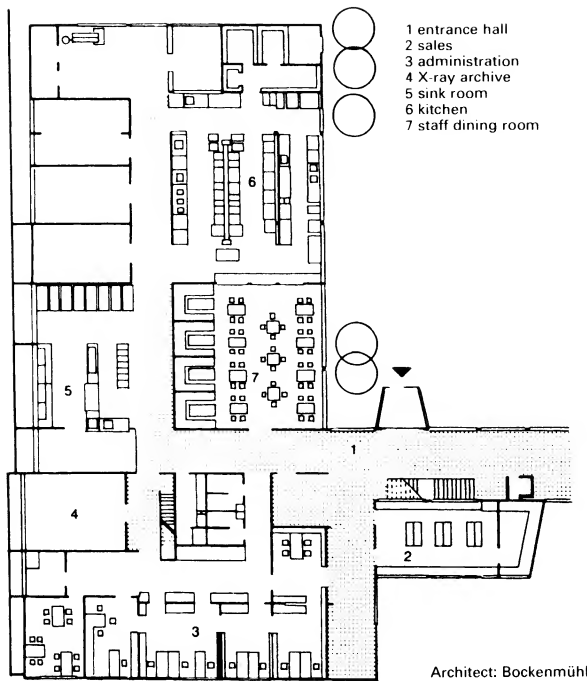 1 entrance hall
2 sales
3 administration
4 X-ray archive
5 sink room
6 kitchen
7 staff dining room
6
7
5
1
4
2
3
Architect: Bockenmühl